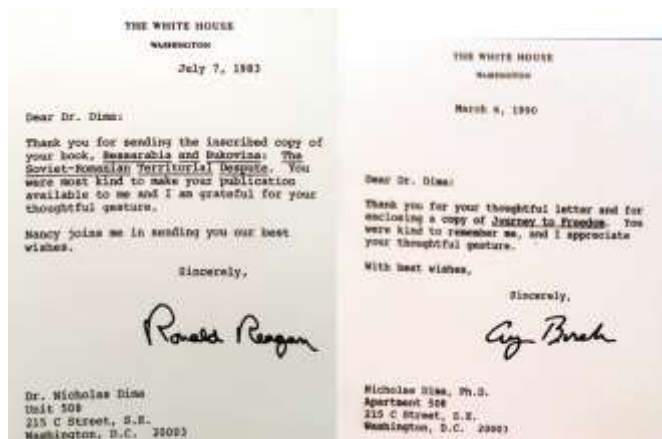 THE WHITE HOUSE
WASHINGTON
July 7, 1983
Dear Dr. Dima:
Thank you for sending the inscribed copy of
your book, Bessarabia and Bukovina: The
Soviet-Romanian Territorial Despute. You
were most kind to make your publication
available to me and I am grateful for your
thoughtful gesture.
Nancy joins me in sending you our best
wishes.
Sincerely,
Ronald Reagan
Dr. Nicholas Dima
Unit 508
215 C Street, S.E.
Washington, D.C. 20003
THE WHITE HOUSE
WASHINGTON
March 6, 1990
Dear Dr. Dima:
Thank you for your thoughtful letter and for
enclosing a copy of Journey to Freedom. You
were kind to remember me, and I appreciate
your thoughtful gesture.
With best wishes,
Sincerely,
Bush
Nicholas Dima, Ph.D.
Apartment 508
215 C Street, S.E.
Washington, D.C. 20003